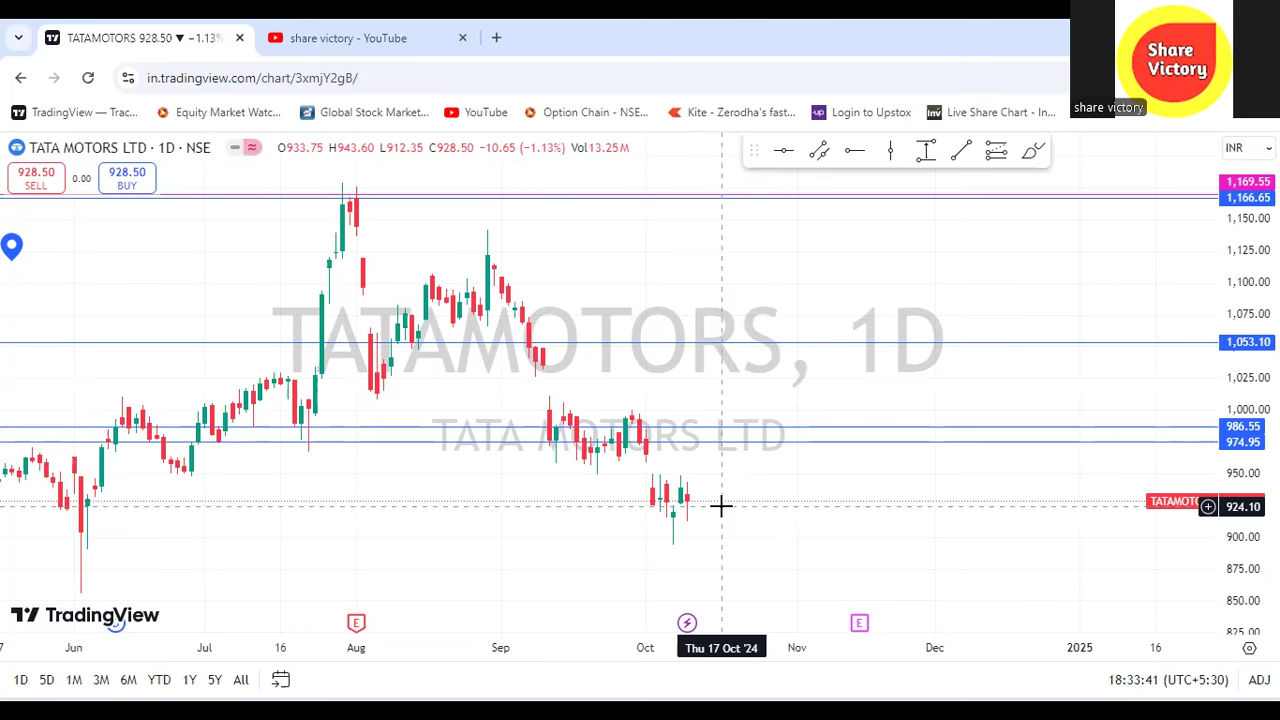 TATAMOTORS 928.50 ▼ −1.13%
share victory - YouTube
in.tradingview.com/chart/3xmjY2gB/
TradingView — Trac...
Equity Market Watc...
Global Stock Market...
YouTube
Option Chain - NSE...
Kite - Zerodha's fast...
Login to Upstox
Inv
Live Share Chart - In...
Share
Victory
share victory
TATA MOTORS LTD · 1D · NSE
O933.75 H943.60 L912.35 C928.50 −10.65 (−1.13%) Vol13.25M
INR
928.50
SELL
0.00
928.50
BUY
1,169.55
1,166.65
1,150.00
1,125.00
1,100.00
1,075.00
1,053.10
1,025.00
1,000.00
986.55
974.95
950.00
TATAMOTO
924.10
900.00
875.00
850.00
825.00
TATAMOTORS, 1D
TATA MOTORS LTD
TradingView
E
E
7 Jun Jul 16 Aug Sep Oct Thu 17 Oct '24 Nov Dec 2025 16
1D 5D 1M 3M 6M YTD 1Y 5Y All
18:33:41 (UTC+5:30)
ADJ